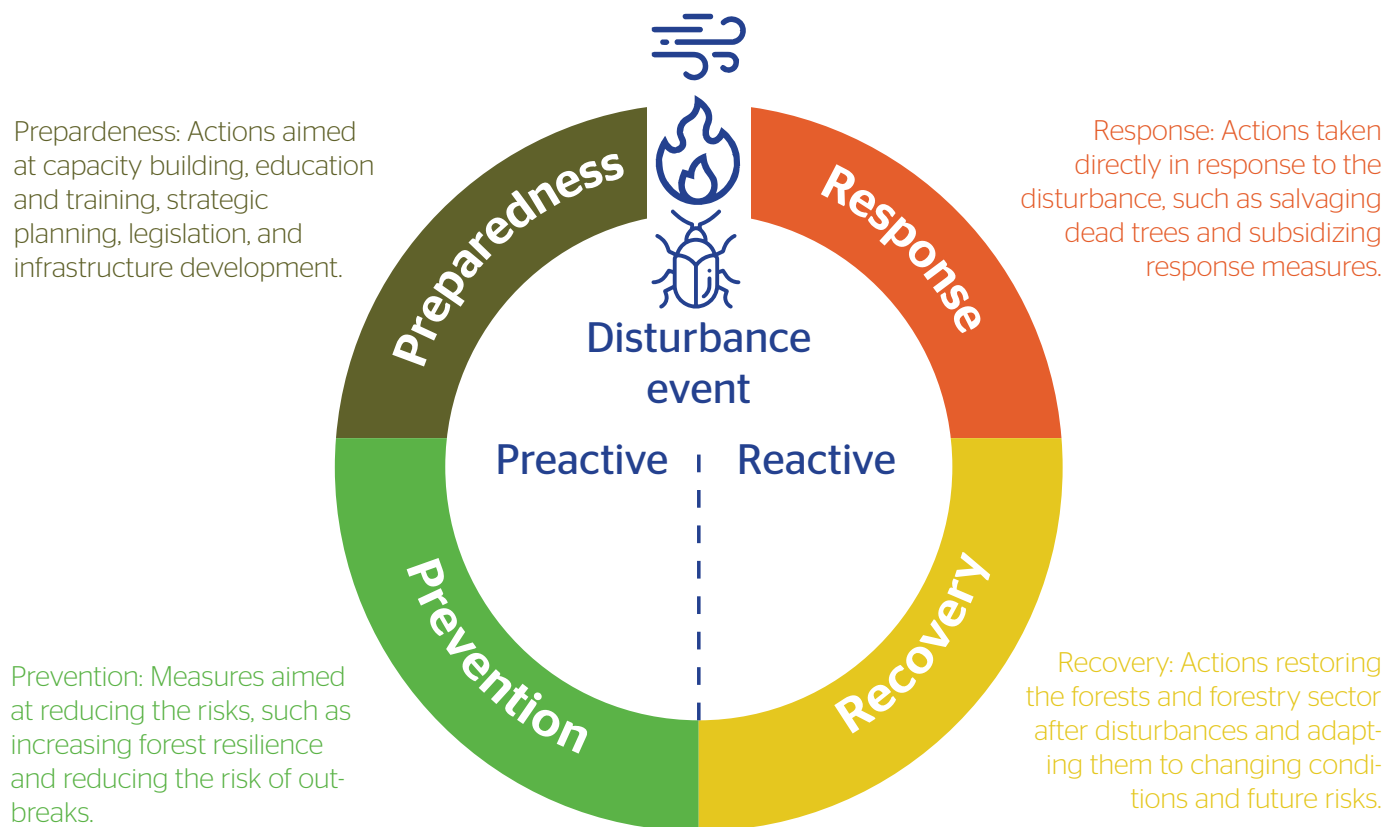 Prepardeness: Actions aimed
at capacity building, education
and training, strategic
planning, legislation, and
infrastructure development.
Preparedness
Response
Response: Actions taken
directly in response to the
disturbance, such as salvaging
dead trees and subsidizing
response measures.
Disturbance
event
Preactive
Reactive
Prevention
Recovery
Prevention: Measures aimed
at reducing the risks, such as
increasing forest resilience
and reducing the risk of out-
breaks.
Recovery: Actions restoring
the forests and forestry sector
after disturbances and adapt-
ing them to changing condi-
tions and future risks.